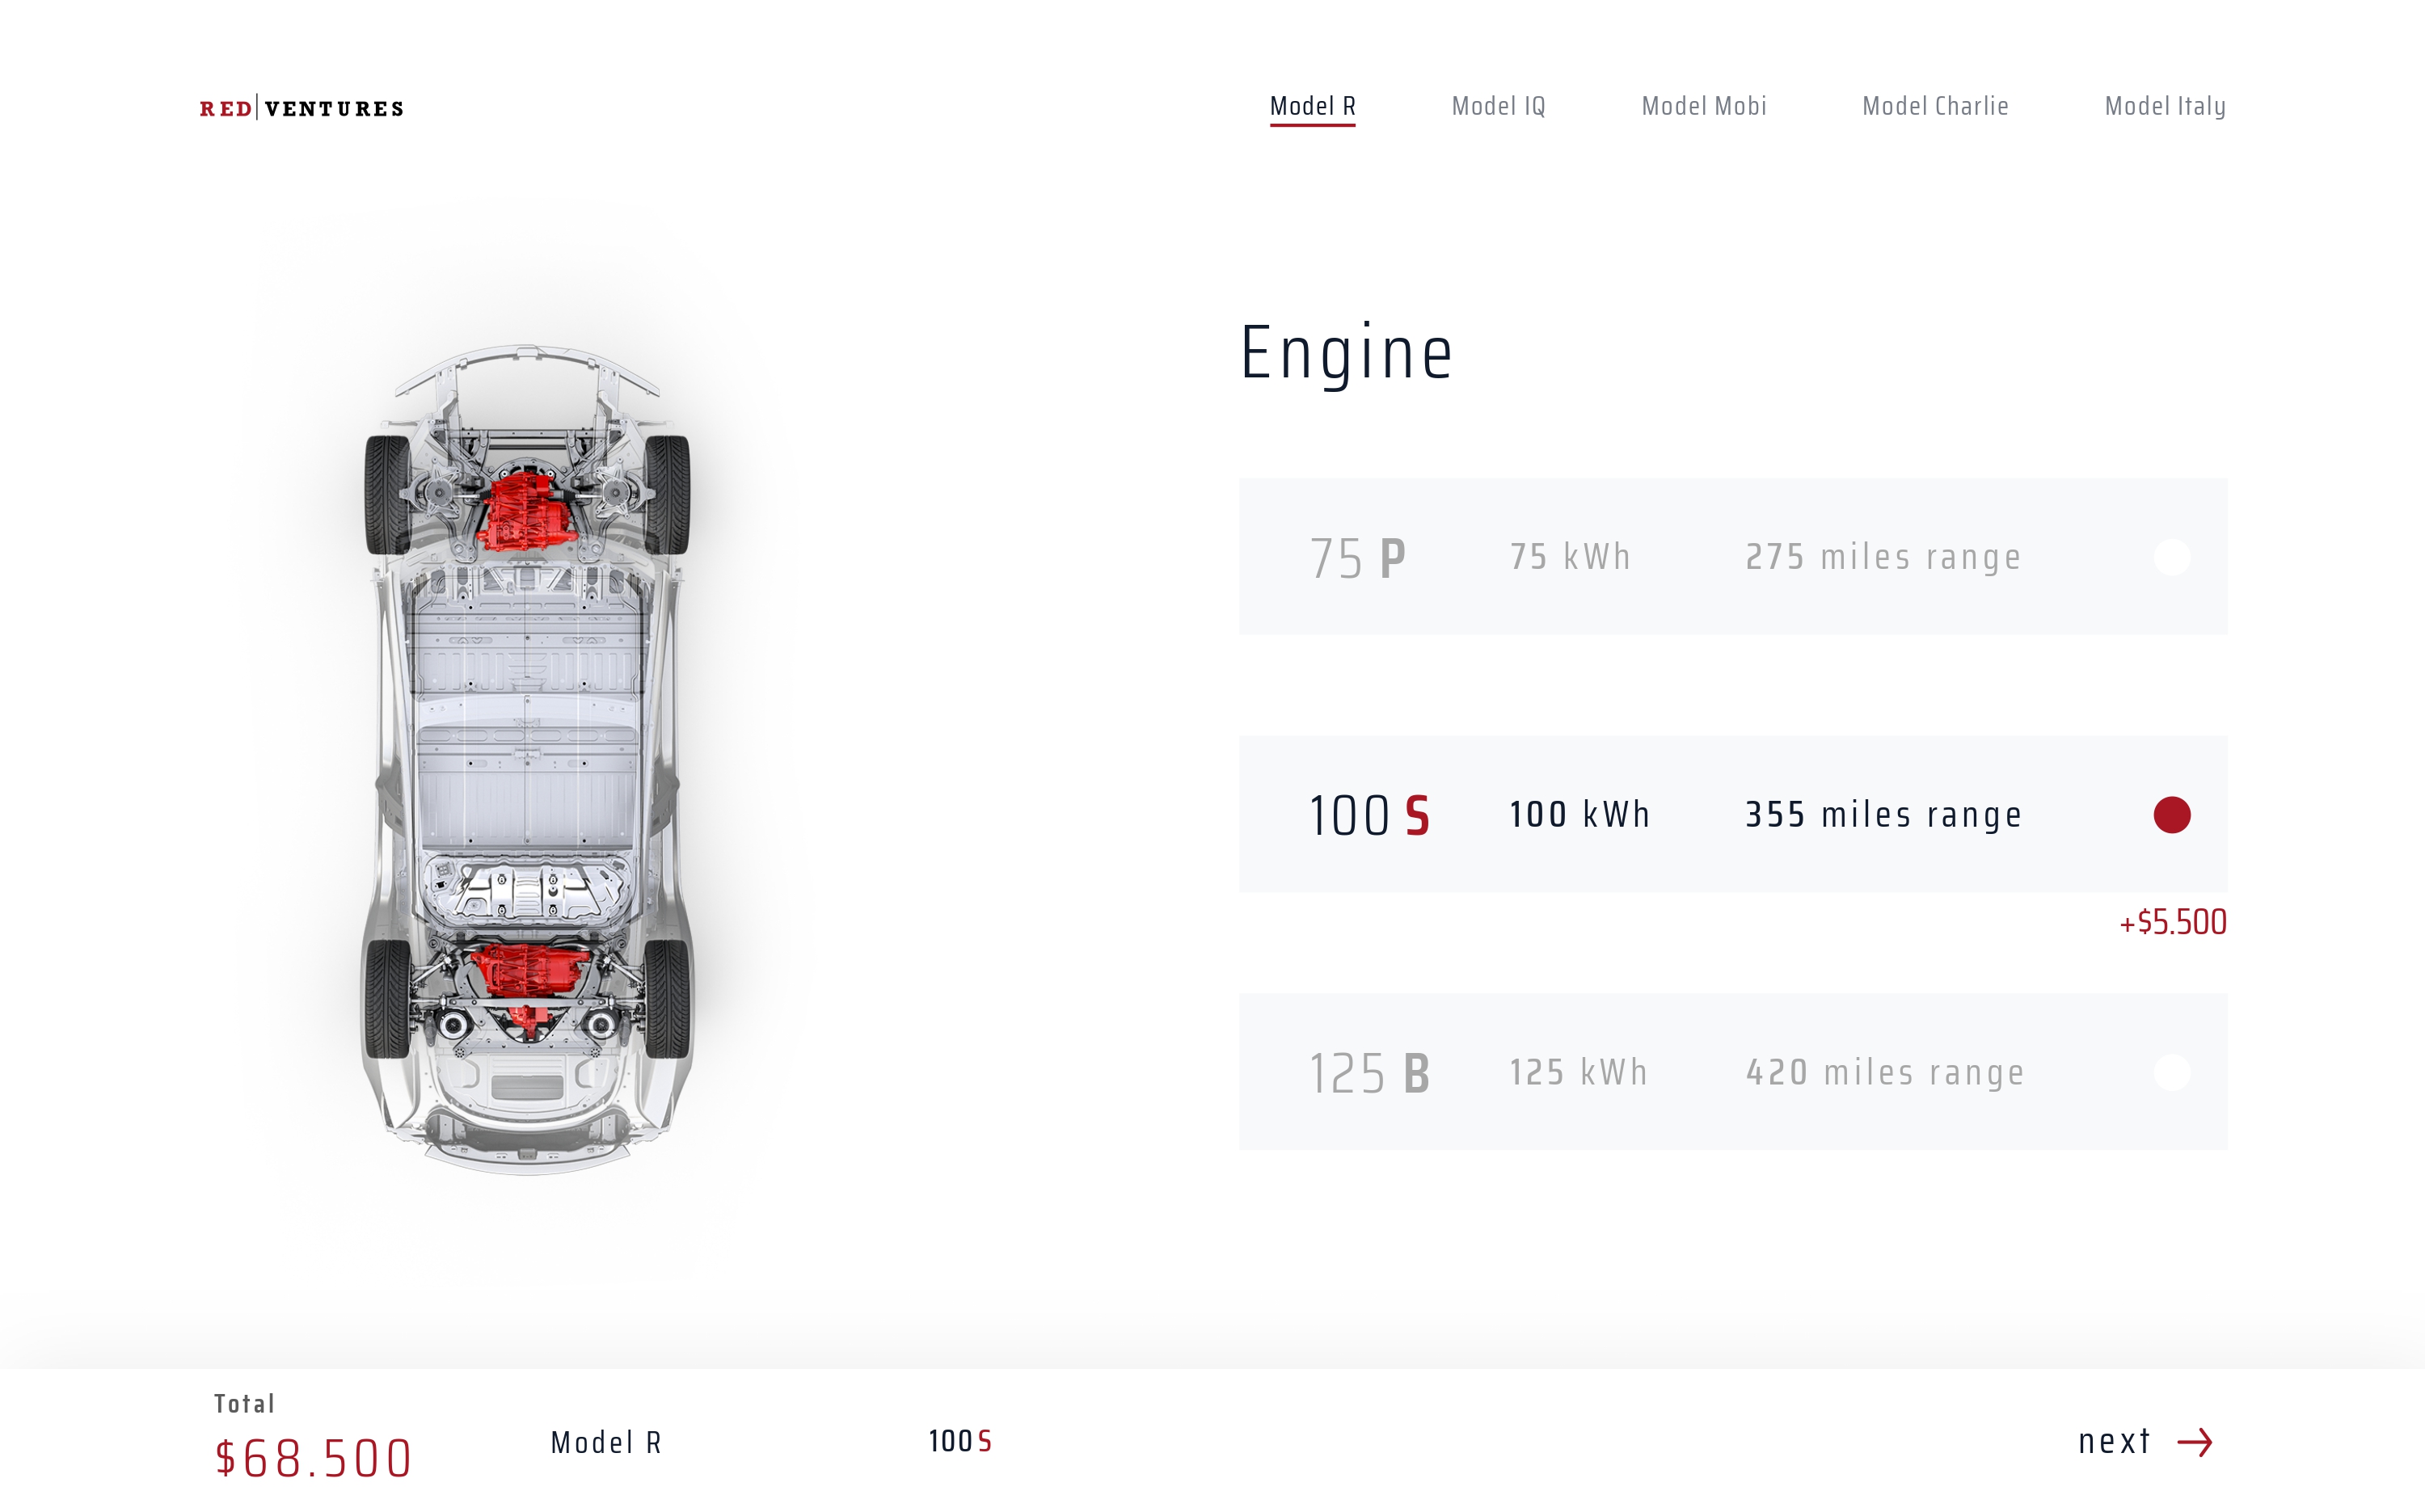 RED|VENTURES
Model R Model IQ Model Mobi Model Charlie Model Italy
Engine
75 P 75 kWh 275 miles range
100 S 100 kWh 355 miles range
+$5.500
125 B 125 kWh 420 miles range
Total
$68.500
Model R
100 S
next →